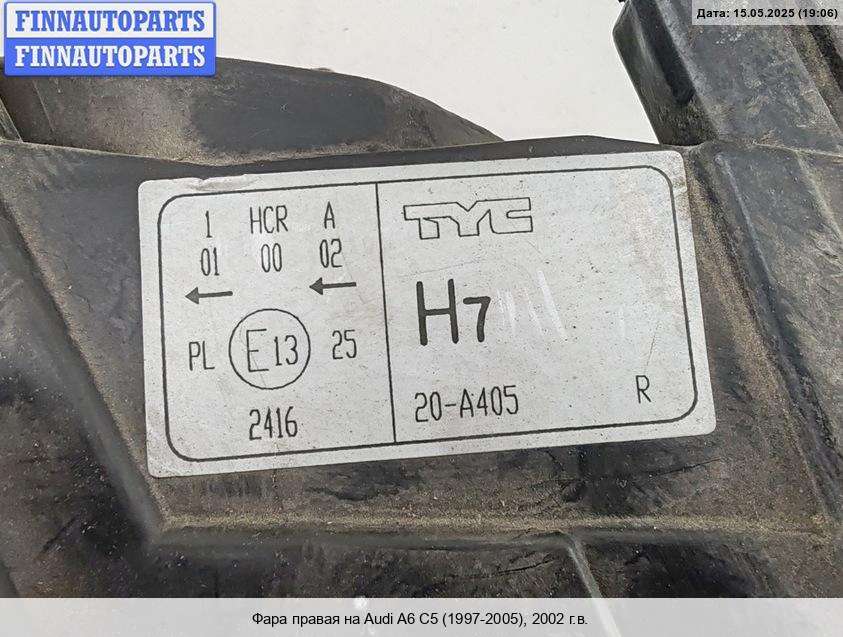 FINNAUTOPARTS
FINNAUTOPARTS
Дата: 15.05.2025 (19:06)
1 HCR A
01 00 02
PL E13 25
2416
TYC
H7
20-A405 R
Фара правая на Audi A6 C5 (1997-2005), 2002 г.в.